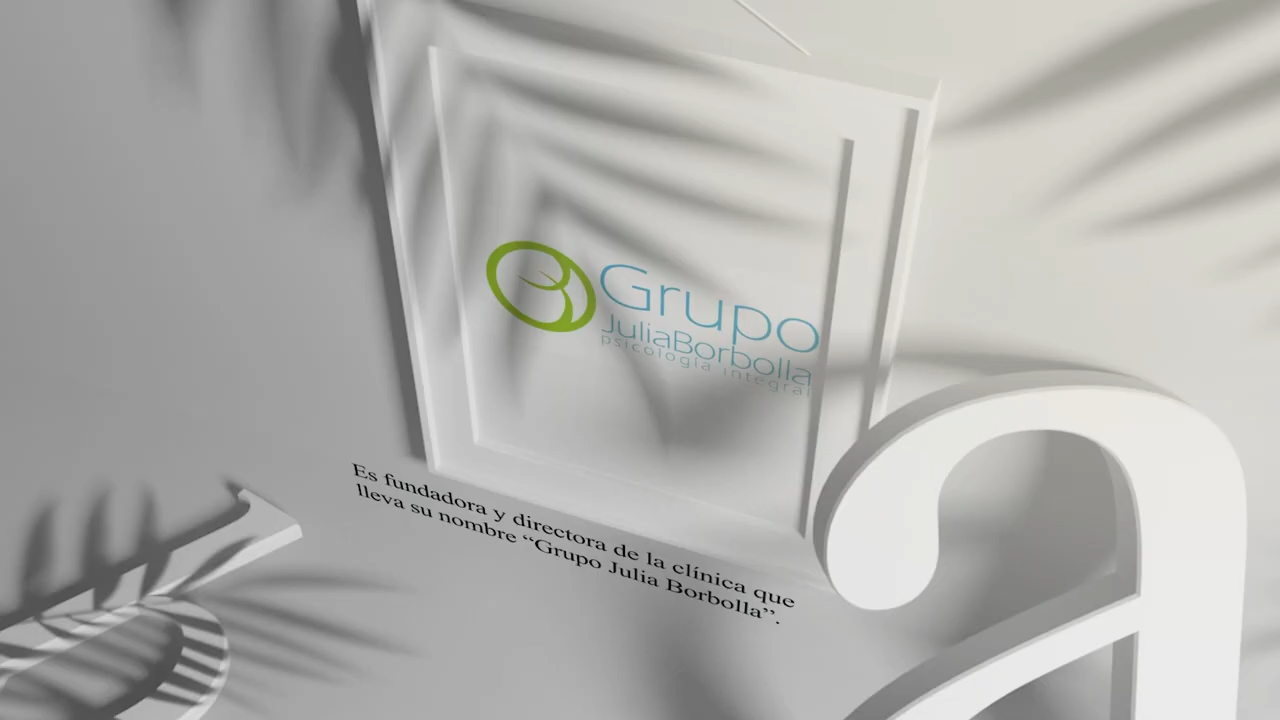 Grupo
JuliaBorbolla
psicología integral
Es fundadora y directora de la clínica que
lleva su nombre “Grupo Julia Borbolla”.
a